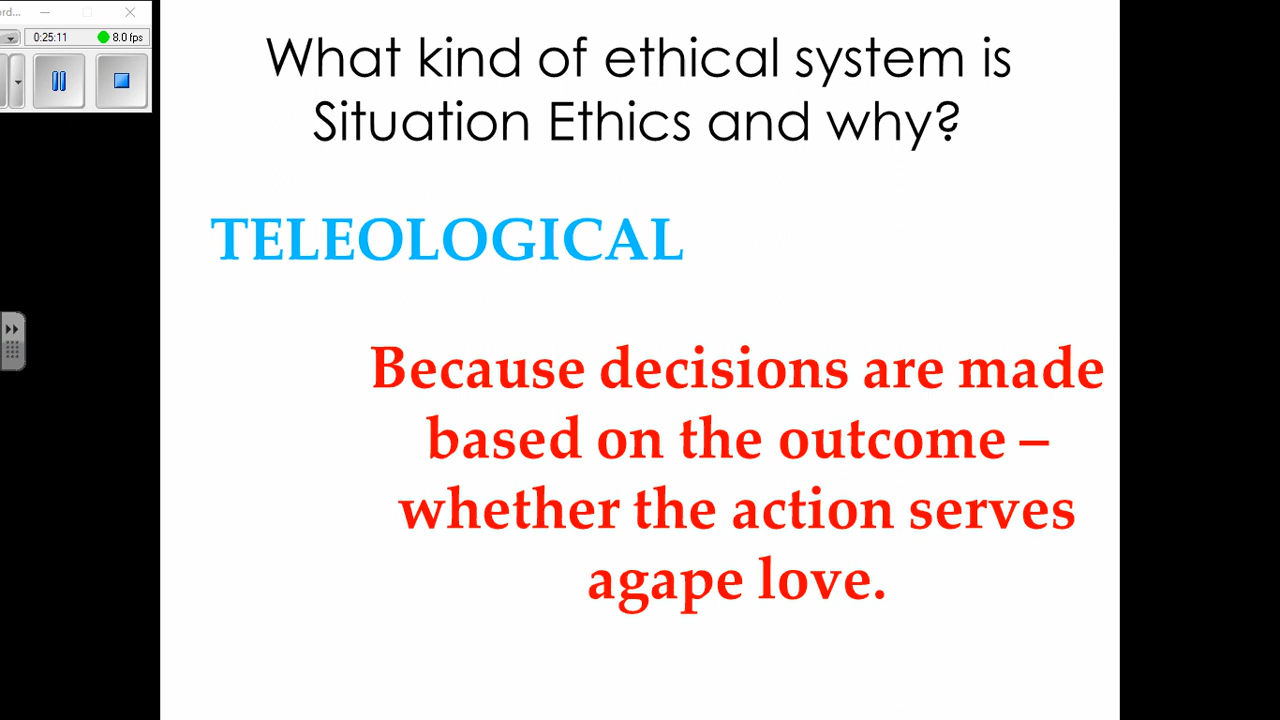 ord...
0:25:11
8.0 fps
What kind of ethical system is
Situation Ethics and why?
TELEOLOGICAL
Because decisions are made
based on the outcome –
whether the action serves
agape love.